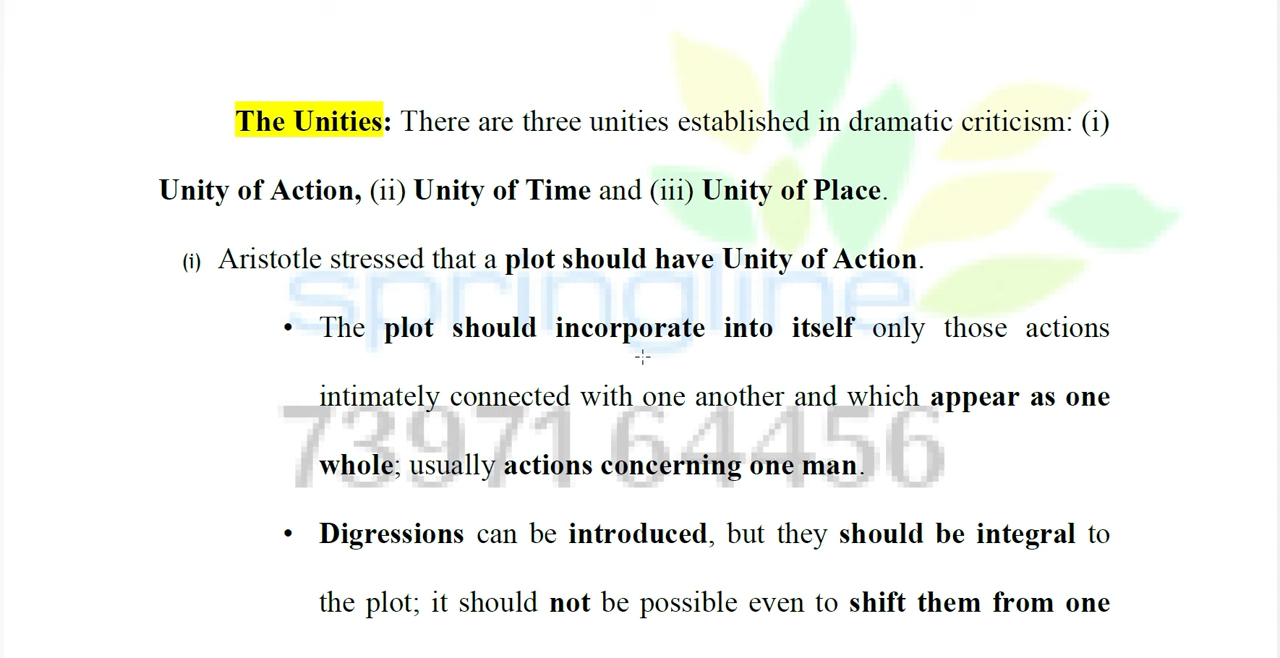 The Unities: There are three unities established in dramatic criticism: (i)
Unity of Action, (ii) Unity of Time and (iii) Unity of Place.
(i) Aristotle stressed that a plot should have Unity of Action.
springline
• The plot should incorporate into itself only those actions
intimately connected with one another and which appear as one
73971 64456
whole; usually actions concerning one man.
• Digressions can be introduced, but they should be integral to
the plot; it should not be possible even to shift them from one